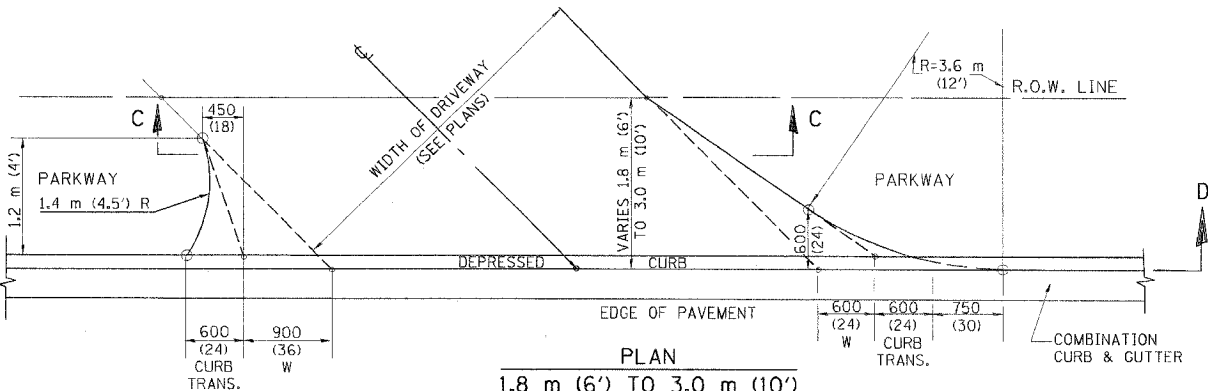 ℄
WIDTH OF DRIVEWAY
(SEE PLANS)
R=3.6 m
(12')
R.O.W. LINE
C
450
(18)
C
1.2 m (4')
PARKWAY
1.4 m (4.5') R
VARIES 1.8 m (6')
TO 3.0 m (10')
PARKWAY
600
(24)
D
DEPRESSED CURB
EDGE OF PAVEMENT
600
(24)
CURB
TRANS.
900
(36)
W
600
(24)
W
600
(24)
CURB
TRANS.
750
(30)
COMBINATION
CURB & GUTTER
PLAN
1.8 m (6') TO 3.0 m (10')